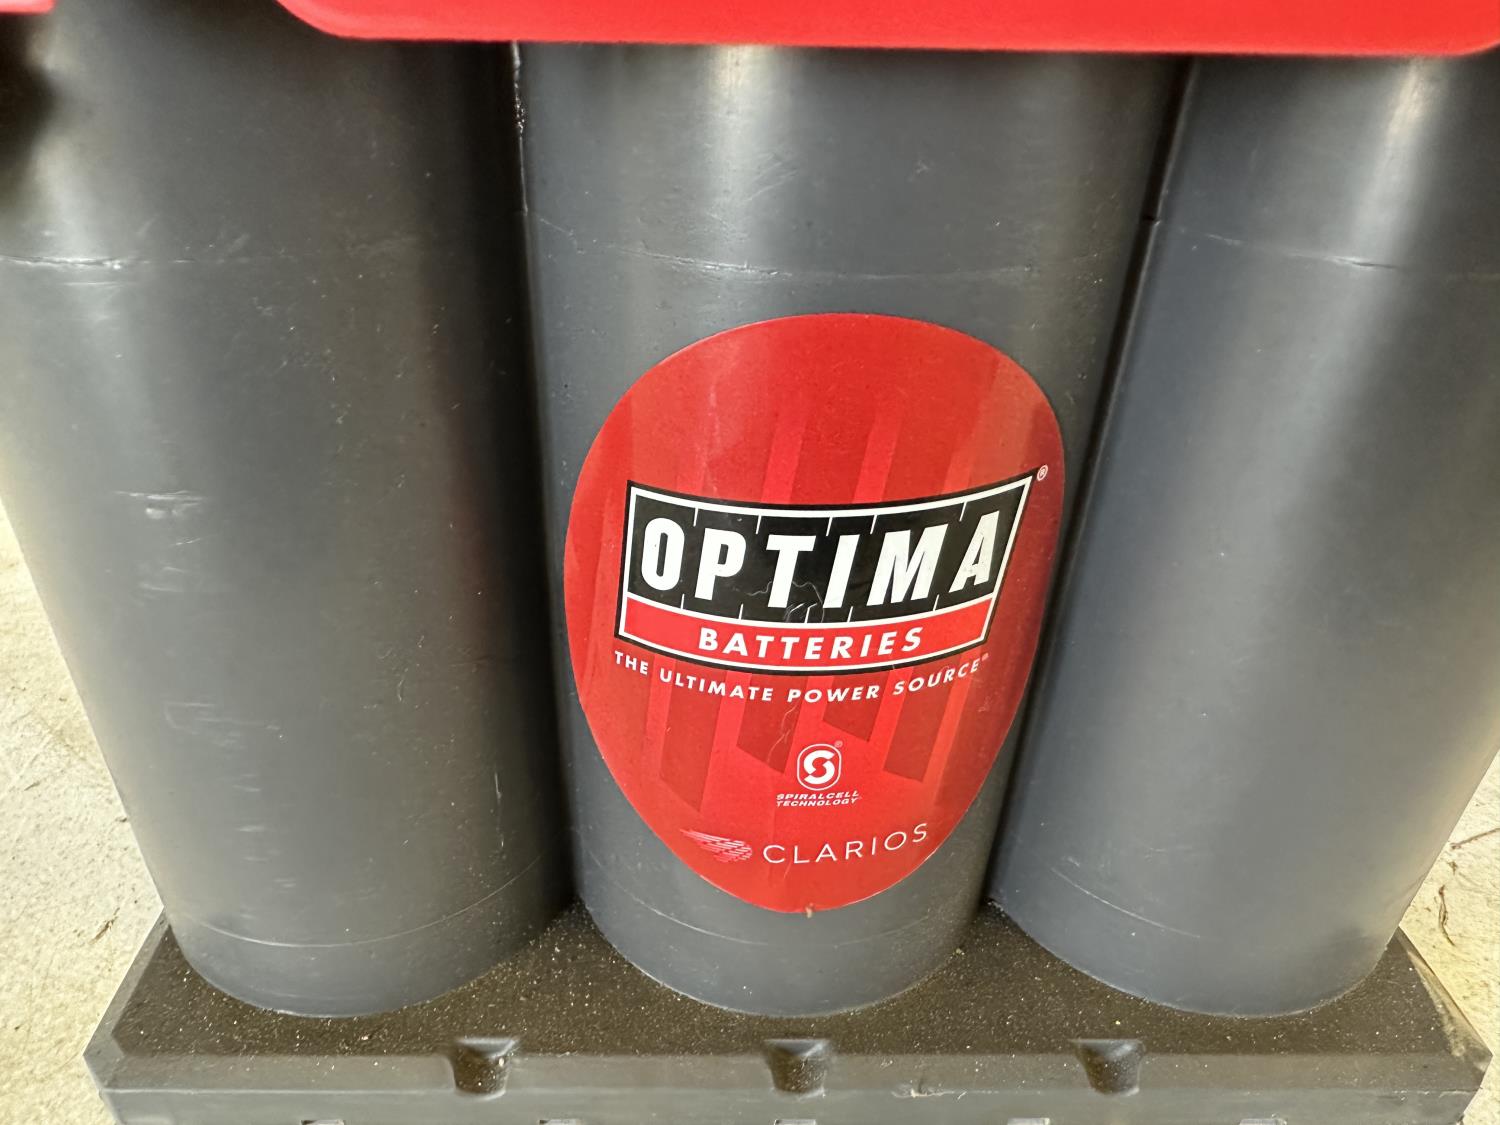 OPTIMA®
BATTERIES
THE ULTIMATE POWER SOURCE®
S®
SPIRALCELL
TECHNOLOGY
CLARIOS